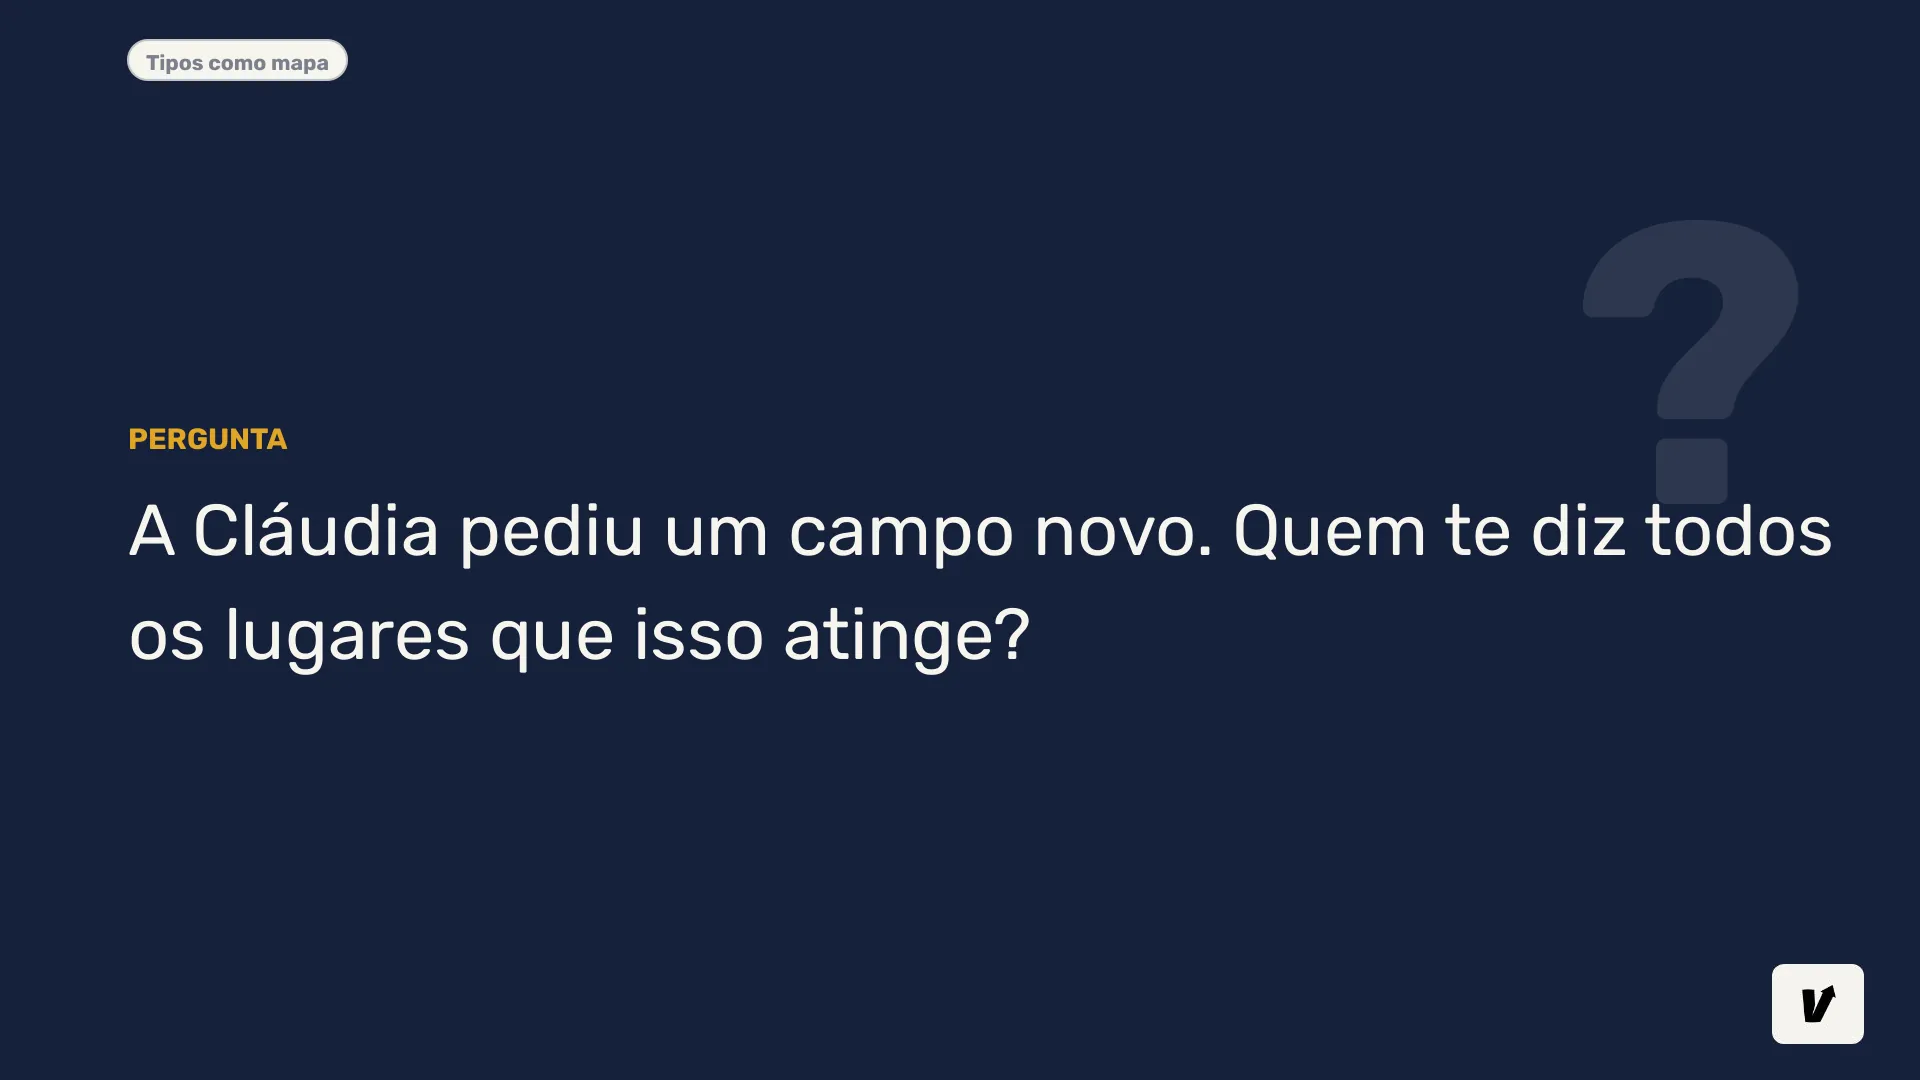 Tipos como mapa
?
PERGUNTA
A Cláudia pediu um campo novo. Quem te diz todos
os lugares que isso atinge?
V